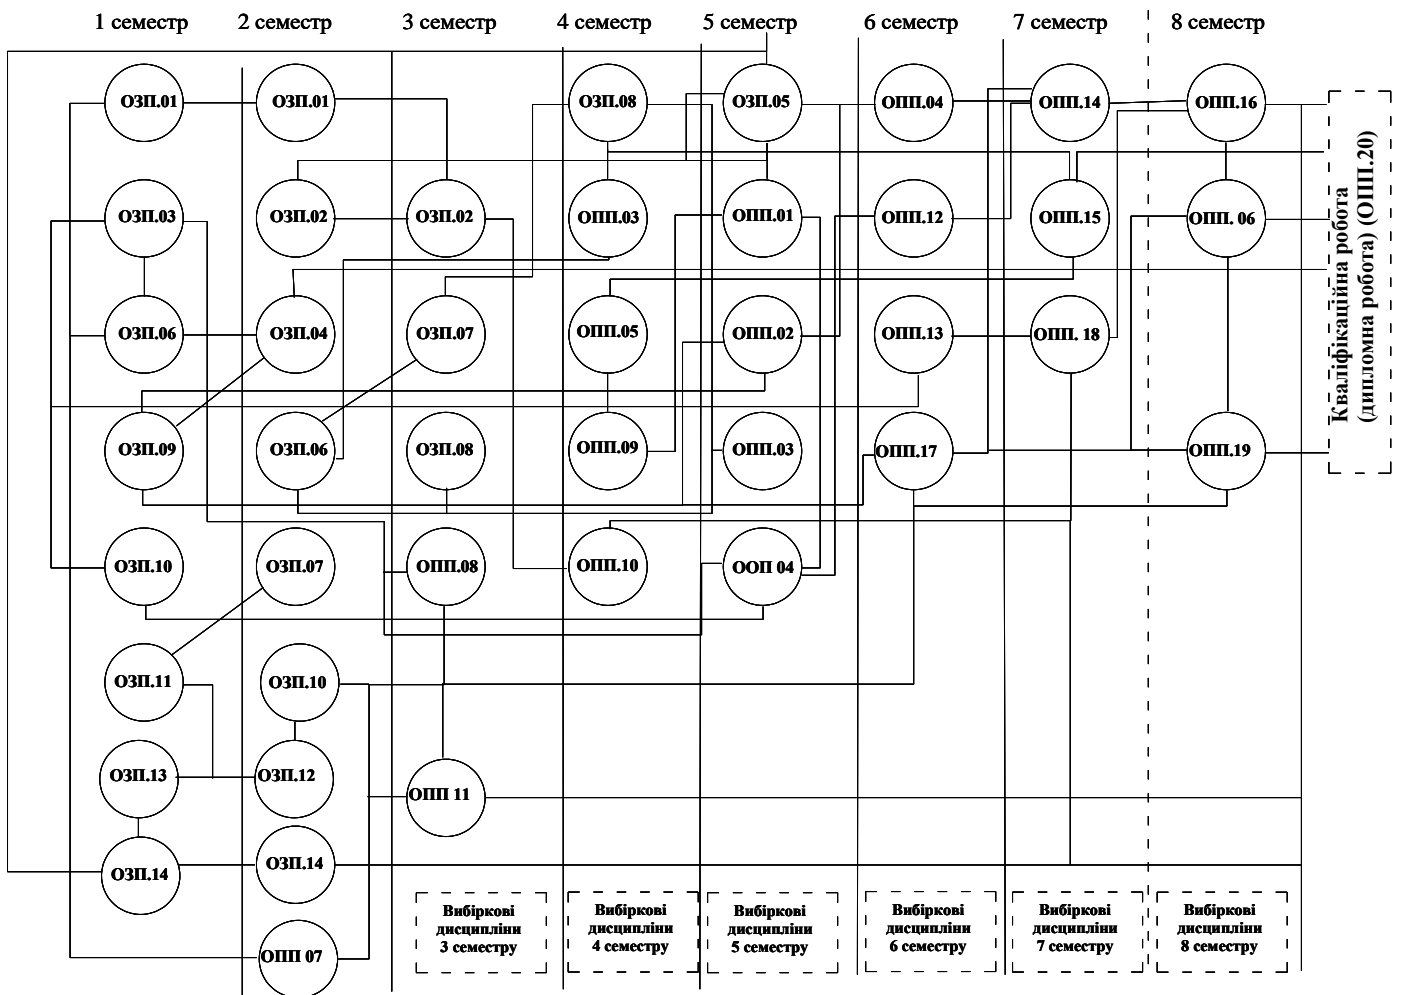 1 семестр 2 семестр 3 семестр 4 семестр 5 семестр 6 семестр 7 семестр 8 семестр
ОЗП.01 ОЗП.01 ОЗП.08 ОЗП.05 ОПП.04 ОПП.14 ОПП.16
ОЗП.03 ОЗП.02 ОЗП.02 ОПП.03 ОПП.01 ОПП.12 ОПП.15 ОПП. 06
ОЗП.06 ОЗП.04 ОЗП.07 ОПП.05 ОПП.02 ОПП.13 ОПП. 18
ОЗП.09 ОЗП.06 ОЗП.08 ОПП.09 ОПП.03 ОПП.17 ОПП.19
ОЗП.10 ОЗП.07 ОПП.08 ОПП.10 ООП 04
ОЗП.11 ОЗП.10
ОЗП.13 ОЗП.12 ОПП 11
ОЗП.14 ОЗП.14
ОПП 07
Вибіркові
дисципліни
3 семестру
Вибіркові
дисципліни
4 семестру
Вибіркові
дисципліни
5 семестру
Вибіркові
дисципліни
6 семестру
Вибіркові
дисципліни
7 семестру
Вибіркові
дисципліни
8 семестру
Кваліфікаційна робота
(дипломна робота) (ОПП.20)